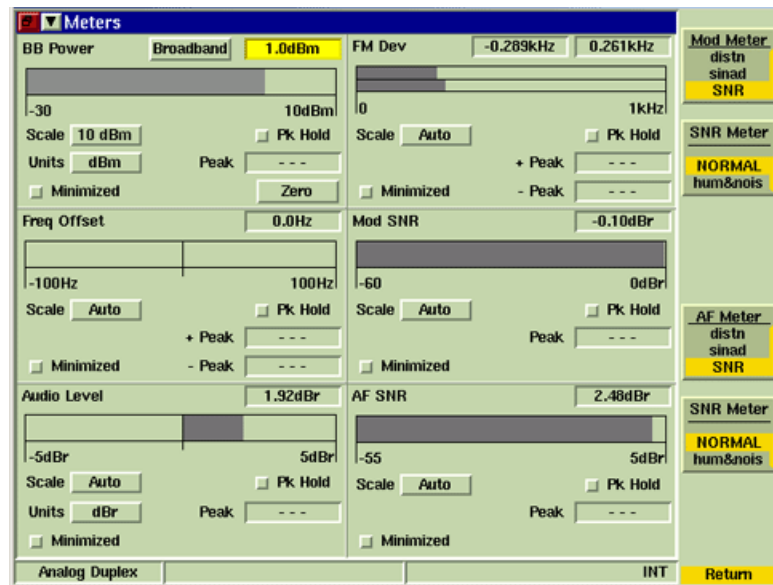 Meters
BB Power Broadband 1.0dBm
-30 10dBm
Scale 10 dBm Pk Hold
Units dBm Peak - - -
Minimized Zero
FM Dev -0.289kHz 0.261kHz
0 1kHz
Scale Auto Pk Hold
+ Peak - - -
Minimized - Peak - - -
Freq Offset 0.0Hz
-100Hz 100Hz
Scale Auto Pk Hold
+ Peak - - -
Minimized - Peak - - -
Mod SNR -0.10dBr
-60 0dBr
Scale Auto Pk Hold
Peak - - -
Minimized
Audio Level 1.92dBr
-5dBr 5dBr
Scale Auto Pk Hold
Units dBr Peak - - -
Minimized
AF SNR 2.48dBr
-55 5dBr
Scale Auto Pk Hold
Peak - - -
Minimized
Mod Meter
distn
sinad
SNR
SNR Meter
NORMAL
hum&nois
AF Meter
distn
sinad
SNR
SNR Meter
NORMAL
hum&nois
Return
Analog Duplex INT